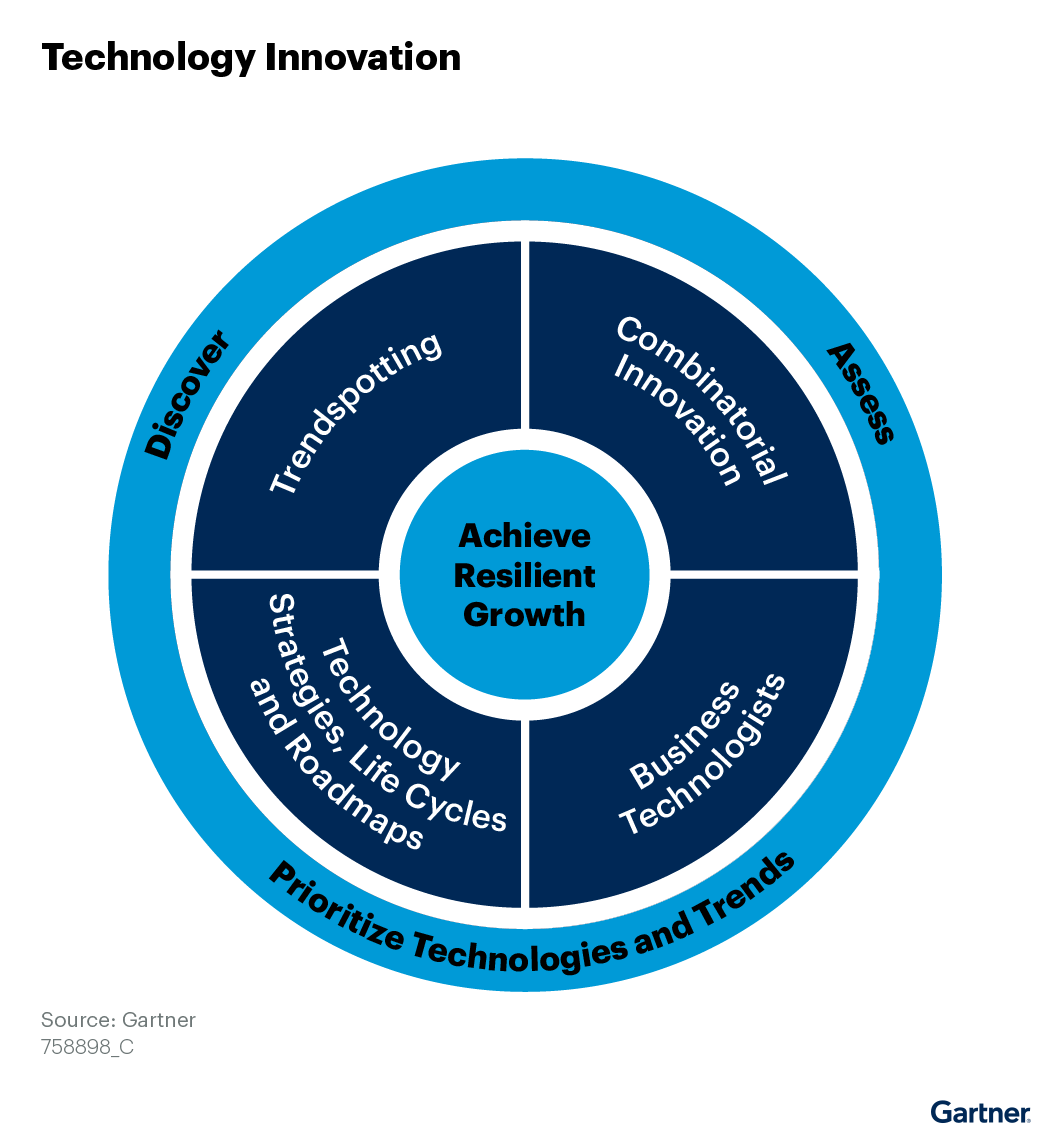 Technology Innovation
Discover
Assess
Trendspotting
Combinatorial
Innovation
Achieve
Resilient
Growth
Technology
Strategies, Life Cycles
and Roadmaps
Business
Technologists
Prioritize Technologies and Trends
Source: Gartner
758898_C
Gartner